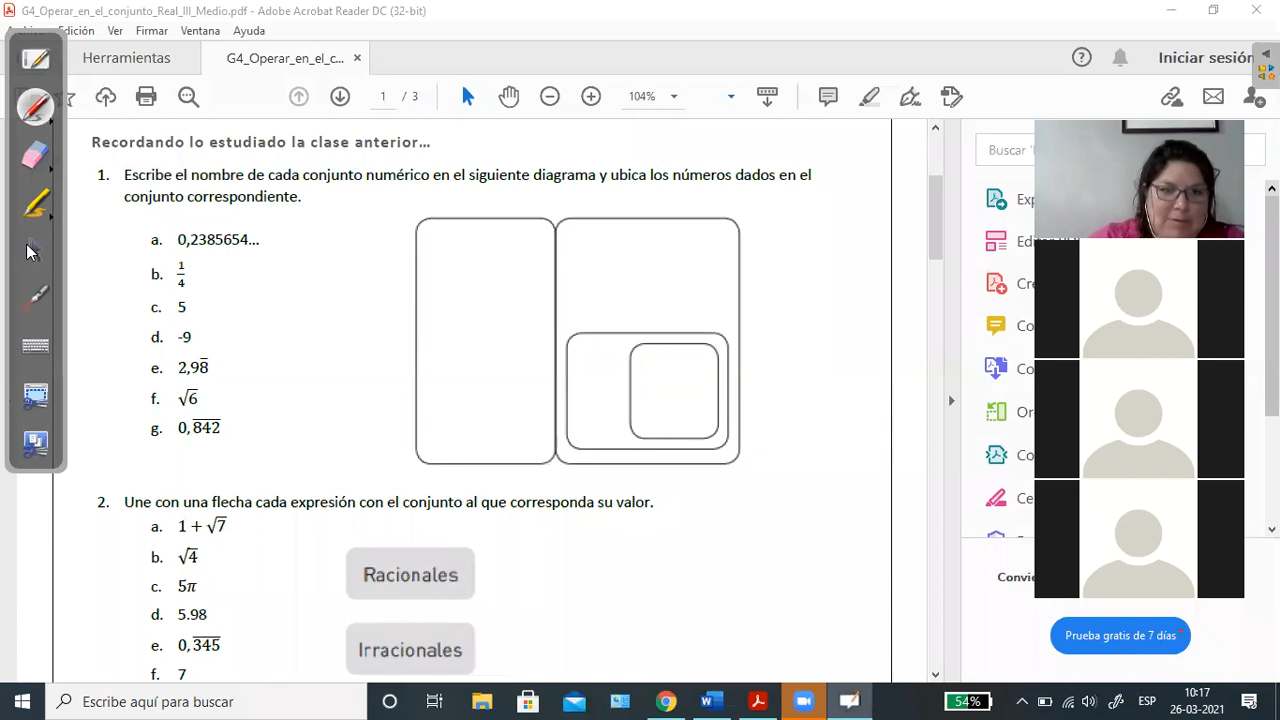 G4_Operar_en_el_conjunto_Real_III_Medio.pdf - Adobe Acrobat Reader DC (32-bit)
Edición Ver Firmar Ventana Ayuda
Herramientas G4_Operar_en_el_c... × Iniciar sesión
1 / 3 104%
Recordando lo estudiado la clase anterior...
1. Escribe el nombre de cada conjunto numérico en el siguiente diagrama y ubica los números dados en el
conjunto correspondiente.
a. 0,2385654...
b. 1/4
c. 5
d. -9
e. 2,98̅
f. √6
g. 0,8̅4̅2̅
2. Une con una flecha cada expresión con el conjunto al que corresponda su valor.
a. 1 + √7
b. √4
c. 5π
d. 5.98
e. 0,3̅4̅5̅
f. 7
Racionales
Irracionales
Buscar
Prueba gratis de 7 días
Escribe aquí para buscar
54%
ESP
10:17
26-03-2021